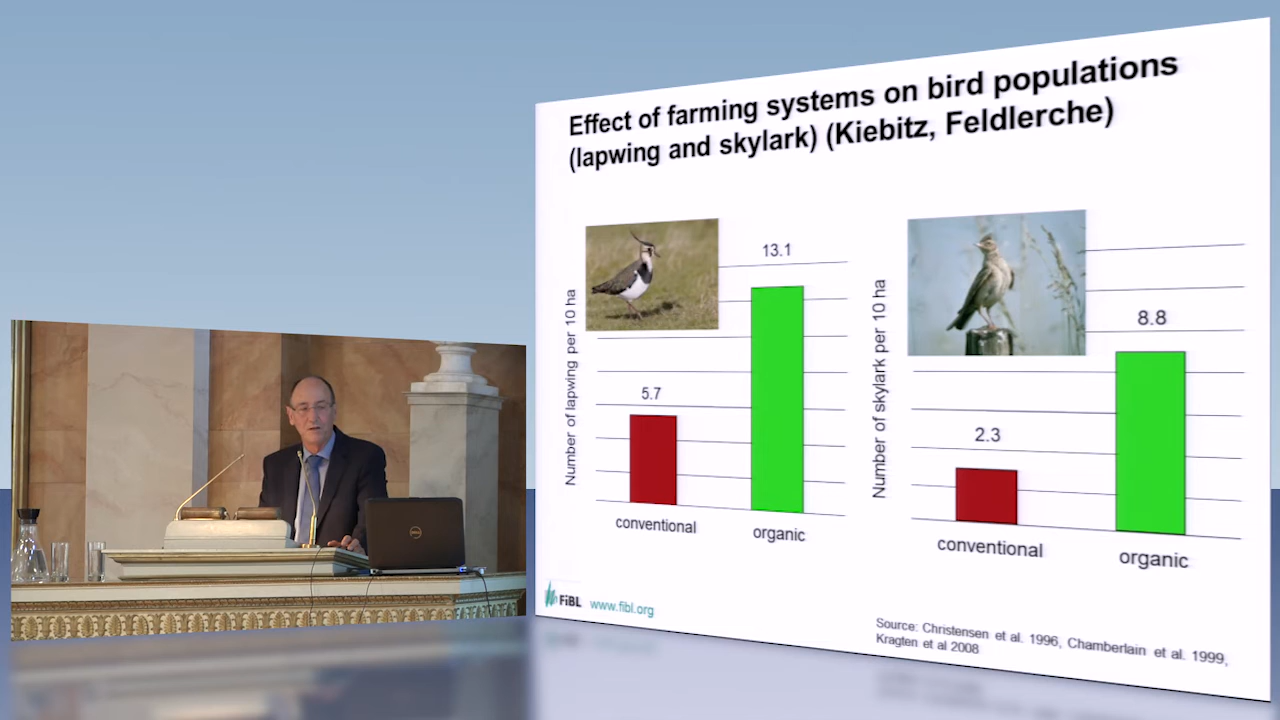 Effect of farming systems on bird populations
(lapwing and skylark) (Kiebitz, Feldlerche)
Number of lapwing per 10 ha
5.7
13.1
conventional
organic
Number of skylark per 10 ha
2.3
8.8
conventional
organic
FiBL www.fibl.org
Source: Christensen et al. 1996, Chamberlain et al. 1999,
Kragten et al 2008
DELL